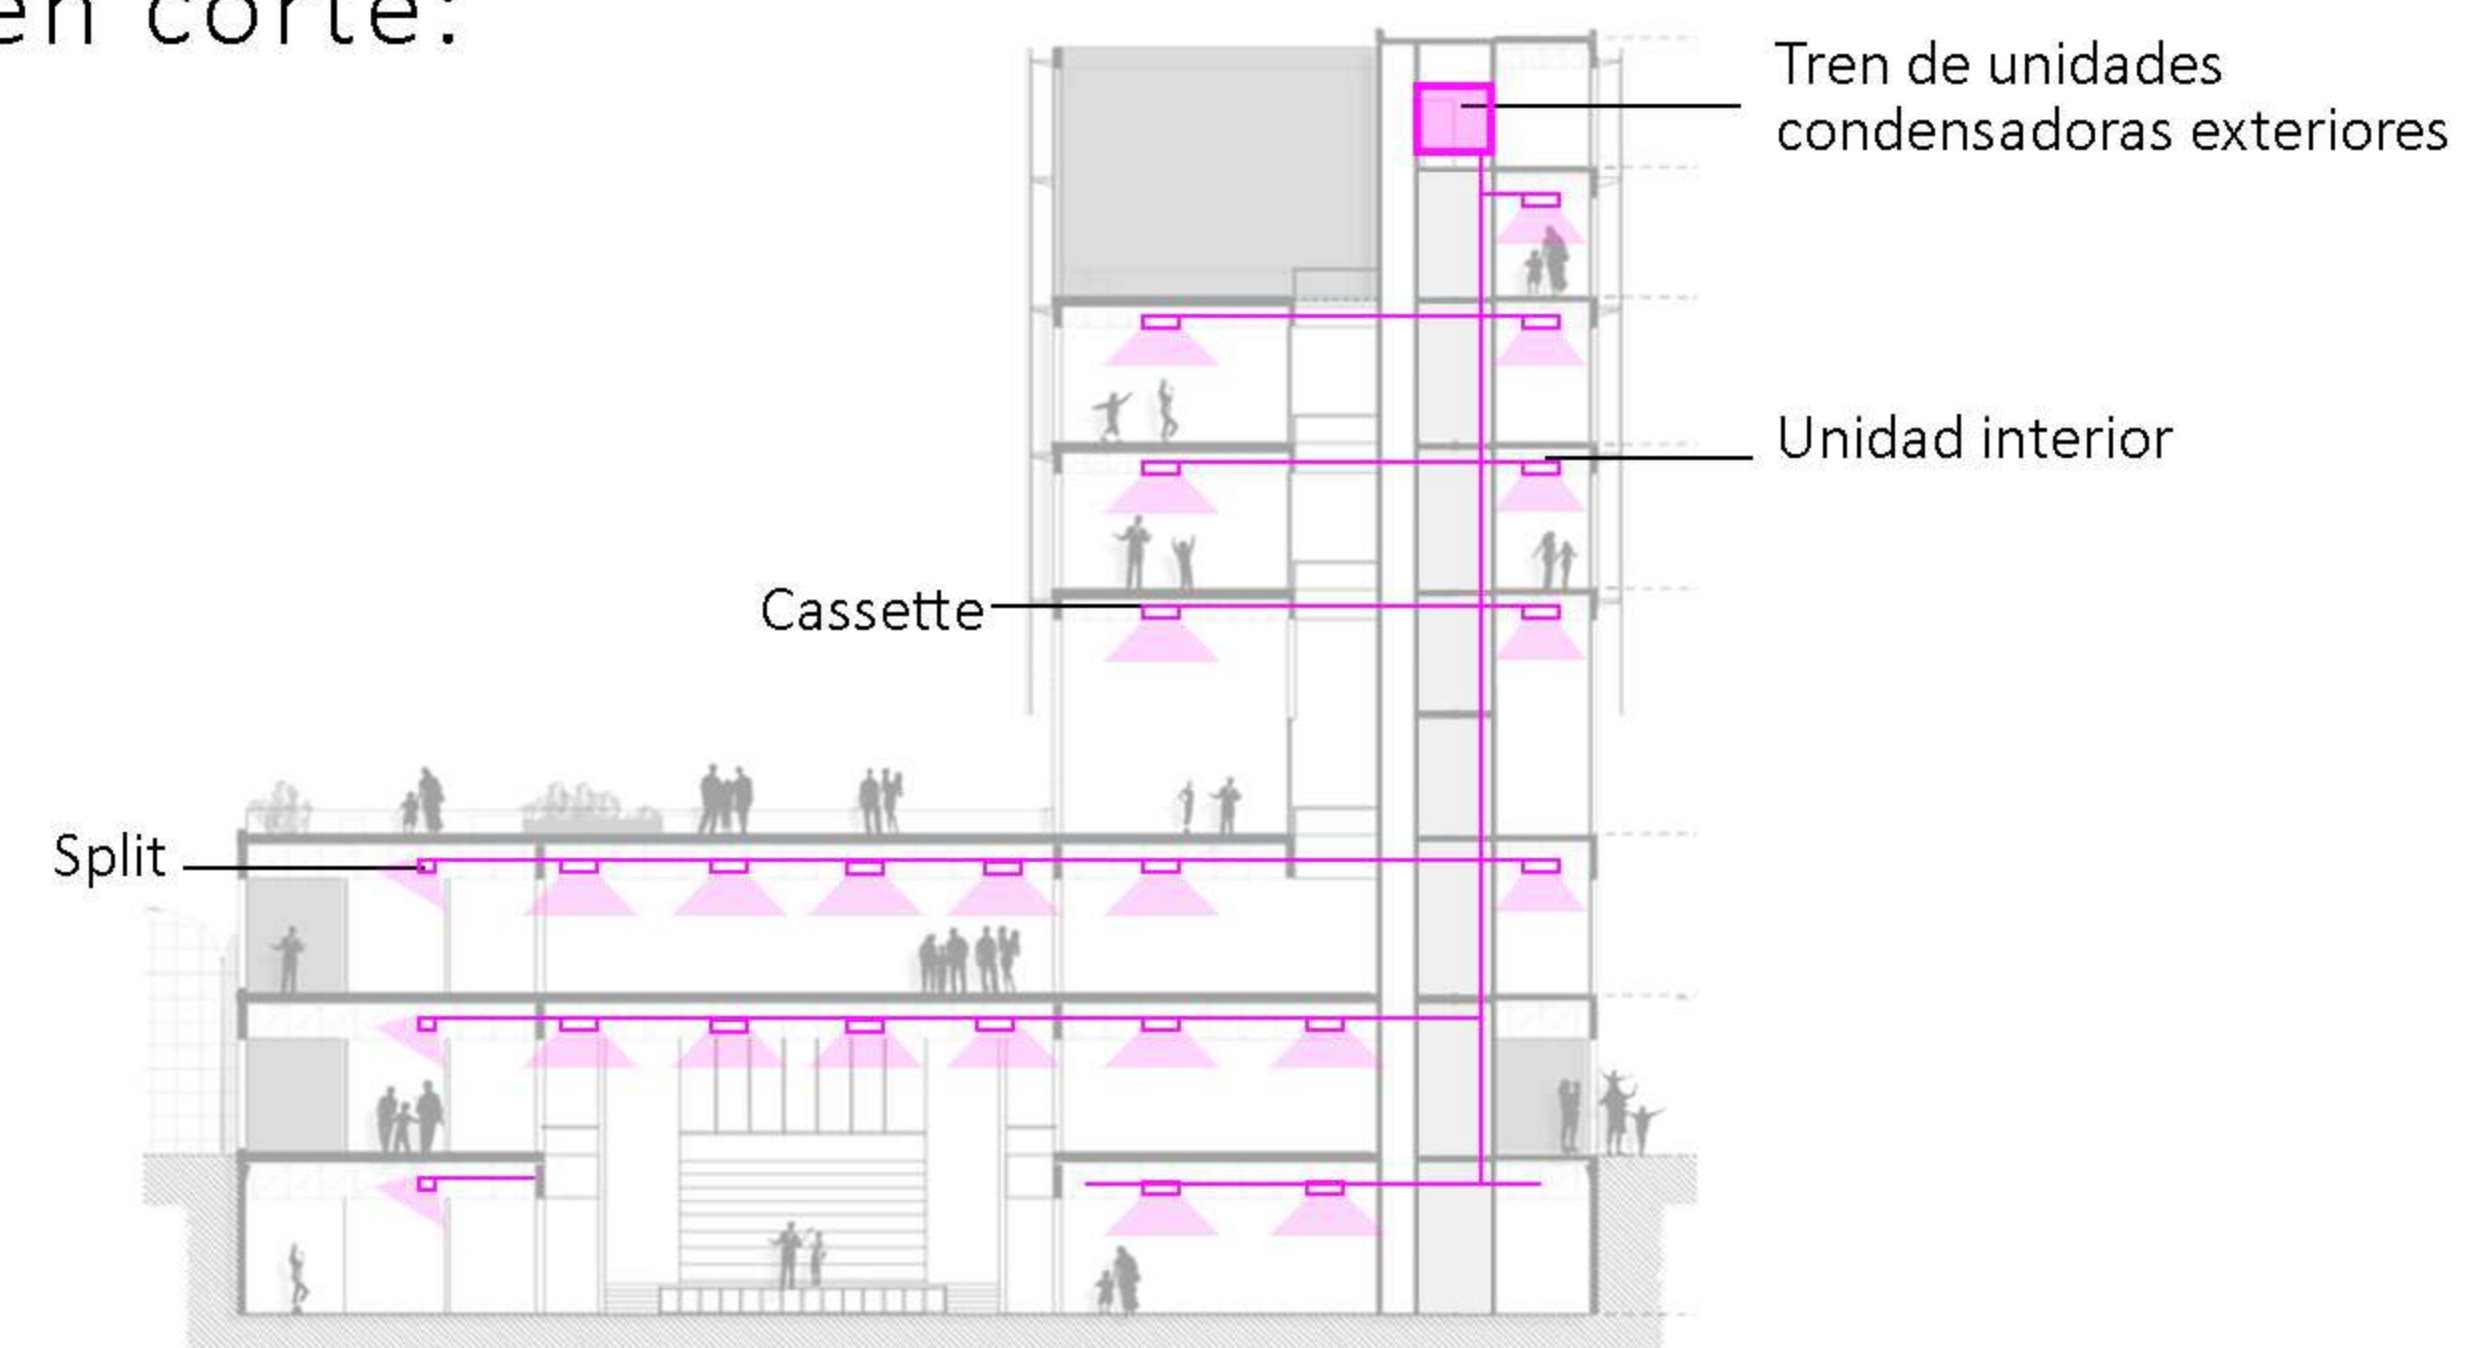 en corte:
Tren de unidades
condensadoras exteriores
Unidad interior
Cassette
Split